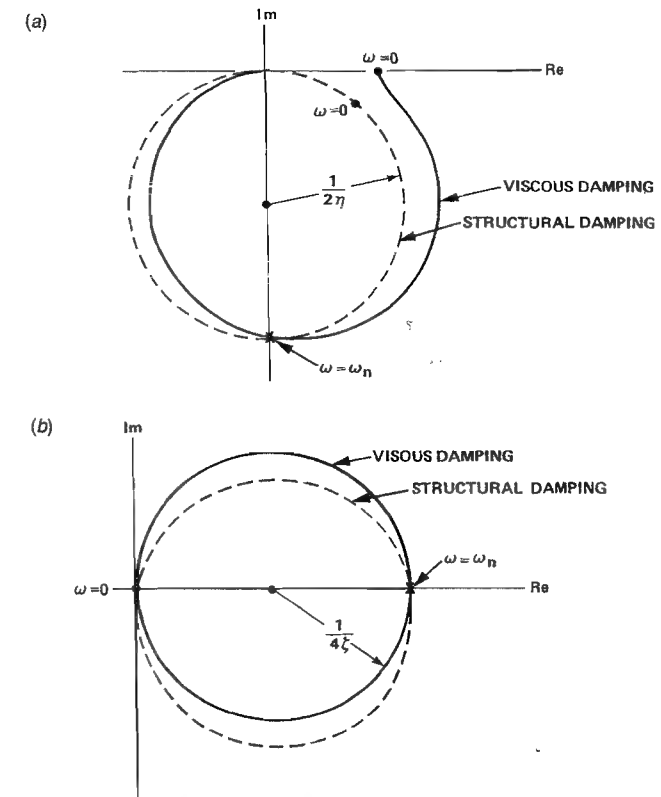 (a)
Im
ω=0
Re
ω=0
1
2η
VISCOUS DAMPING
STRUCTURAL DAMPING
ω=ωn
(b)
Im
VISOUS DAMPING
STRUCTURAL DAMPING
ω=ωn
ω=0
Re
1
4ζ